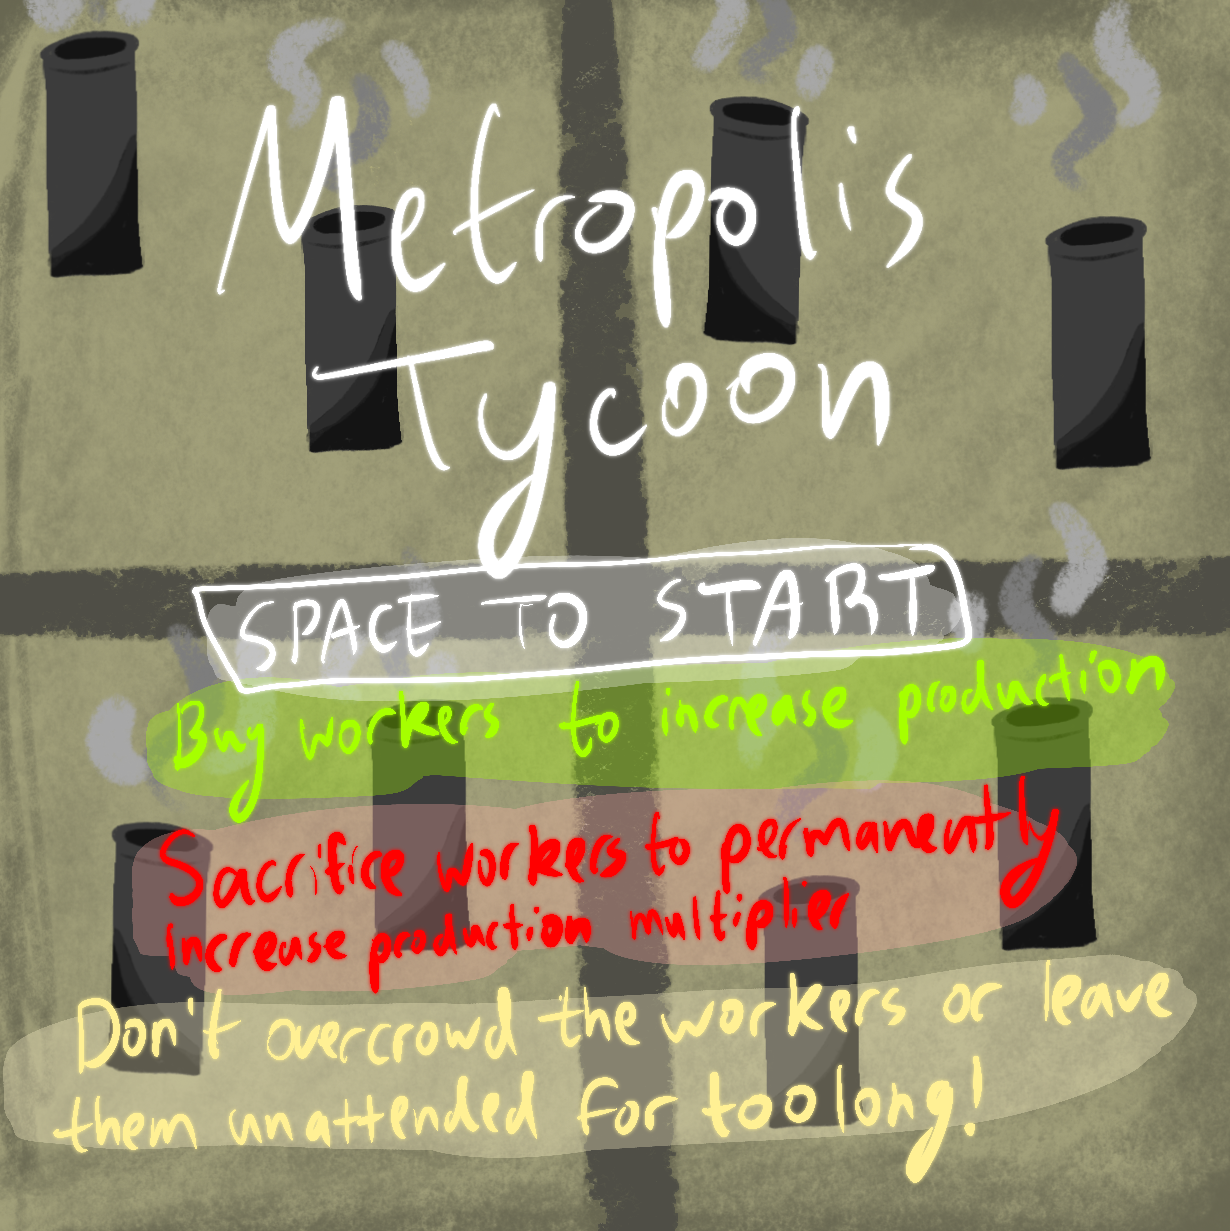 Metropolis
Tycoon
SPACE TO START
Buy workers to increase production
Sacrifice workers to permanently
increase production multiplier
Don't overcrowd the workers or leave
them unattended for too long!